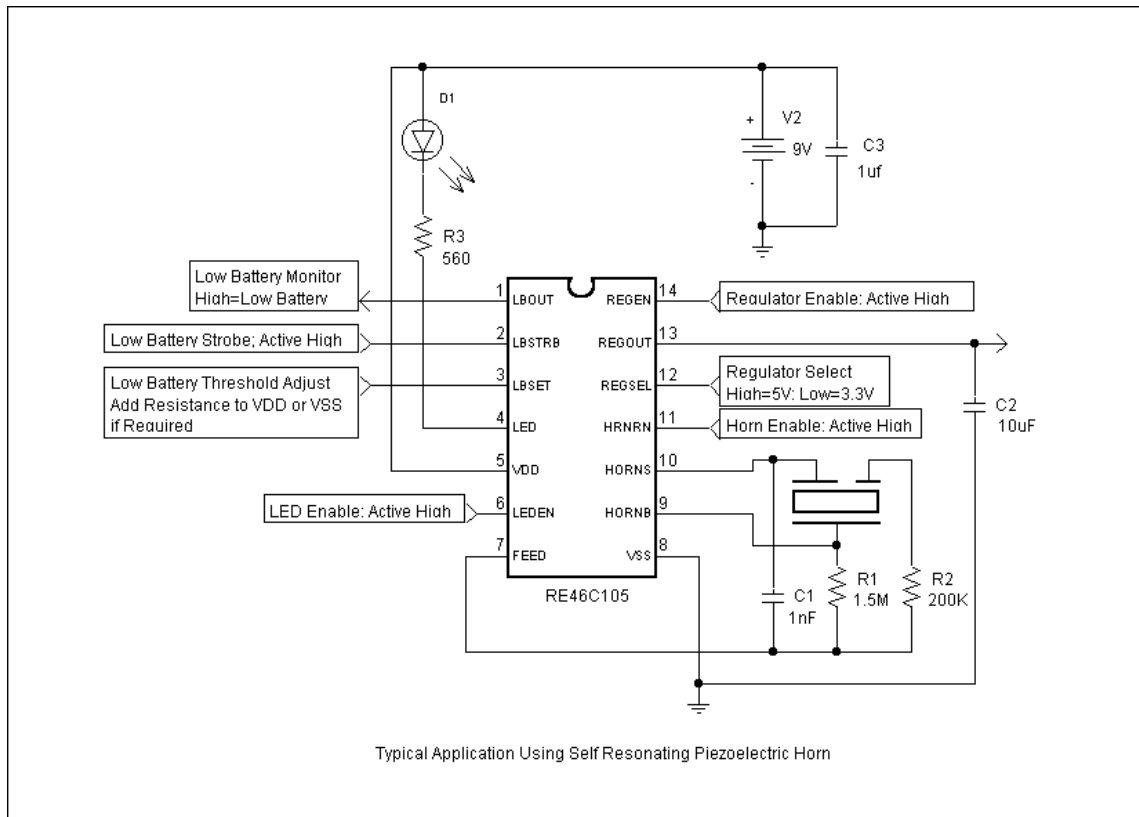 D1
+
V2
9V
-
C3
1uf
R3
560
Low Battery Monitor
High=Low Battery
Low Battery Strobe; Active High
Low Battery Threshold Adjust
Add Resistance to VDD or VSS
if Required
LED Enable: Active High
1 LBOUT REGEN 14
2 LBSTRB REGOUT 13
3 LBSET REGSEL 12
4 LED HRNRN 11
5 VDD HORNS 10
6 LEDEN HORNB 9
7 FEED VSS 8
RE46C105
Regulator Enable: Active High
Regulator Select
High=5V: Low=3.3V
Horn Enable: Active High
C2
10uF
C1
1nF
R1
1.5M
R2
200K
Typical Application Using Self Resonating Piezoelectric Horn